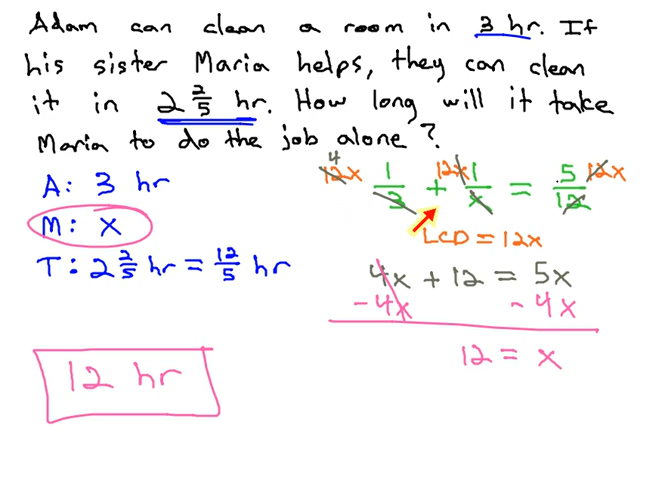 Adam can clean a room in 3 hr. If
his sister Maria helps, they can clean
it in 2 2/5 hr. How long will it take
Maria to do the job alone?
A: 3 hr
M: x
T: 2 2/5 hr = 12/5 hr
4
12x 1/3 + 12x 1/x = 5/12 12x
LCD = 12x
4x + 12 = 5x
-4x -4x
12 = x
12 hr